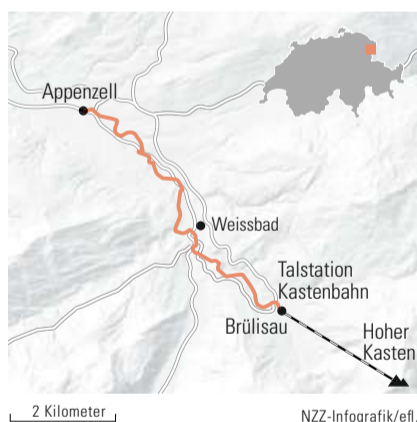 Appenzell
Weissbad
Talstation
Kastenbahn
Brülisau
Hoher
Kasten
2 Kilometer
NZZ-Infografik/efl.